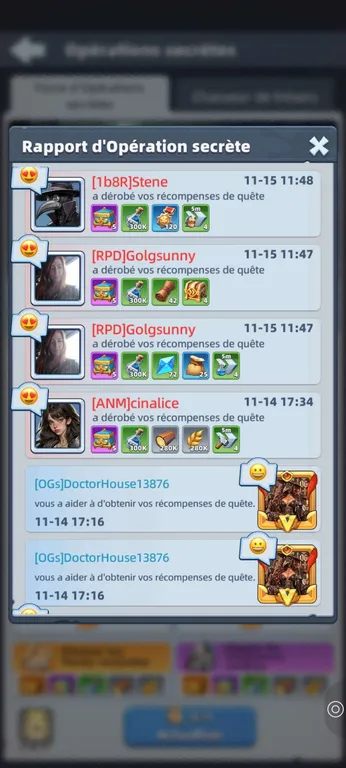 Opérations secrètes
Rapport d'Opération secrète
[1b8R]Stene
11-15 11:48
a dérobé vos récompenses de quête
5
300K
120
5m
4
[RPD]Golgsunny
11-15 11:47
a dérobé vos récompenses de quête
5
300K
42
4
[RPD]Golgsunny
11-15 11:47
a dérobé vos récompenses de quête
5
300K
72
25
5m
4
[ANM]cinalice
11-14 17:34
a dérobé vos récompenses de quête
5
300K
280K
280K
5m
4
[OGs]DoctorHouse13876
vous a aider à d'obtenir vos récompenses de quête.
11-14 17:16
V
[OGs]DoctorHouse13876
vous a aider à d'obtenir vos récompenses de quête.
11-14 17:16
V